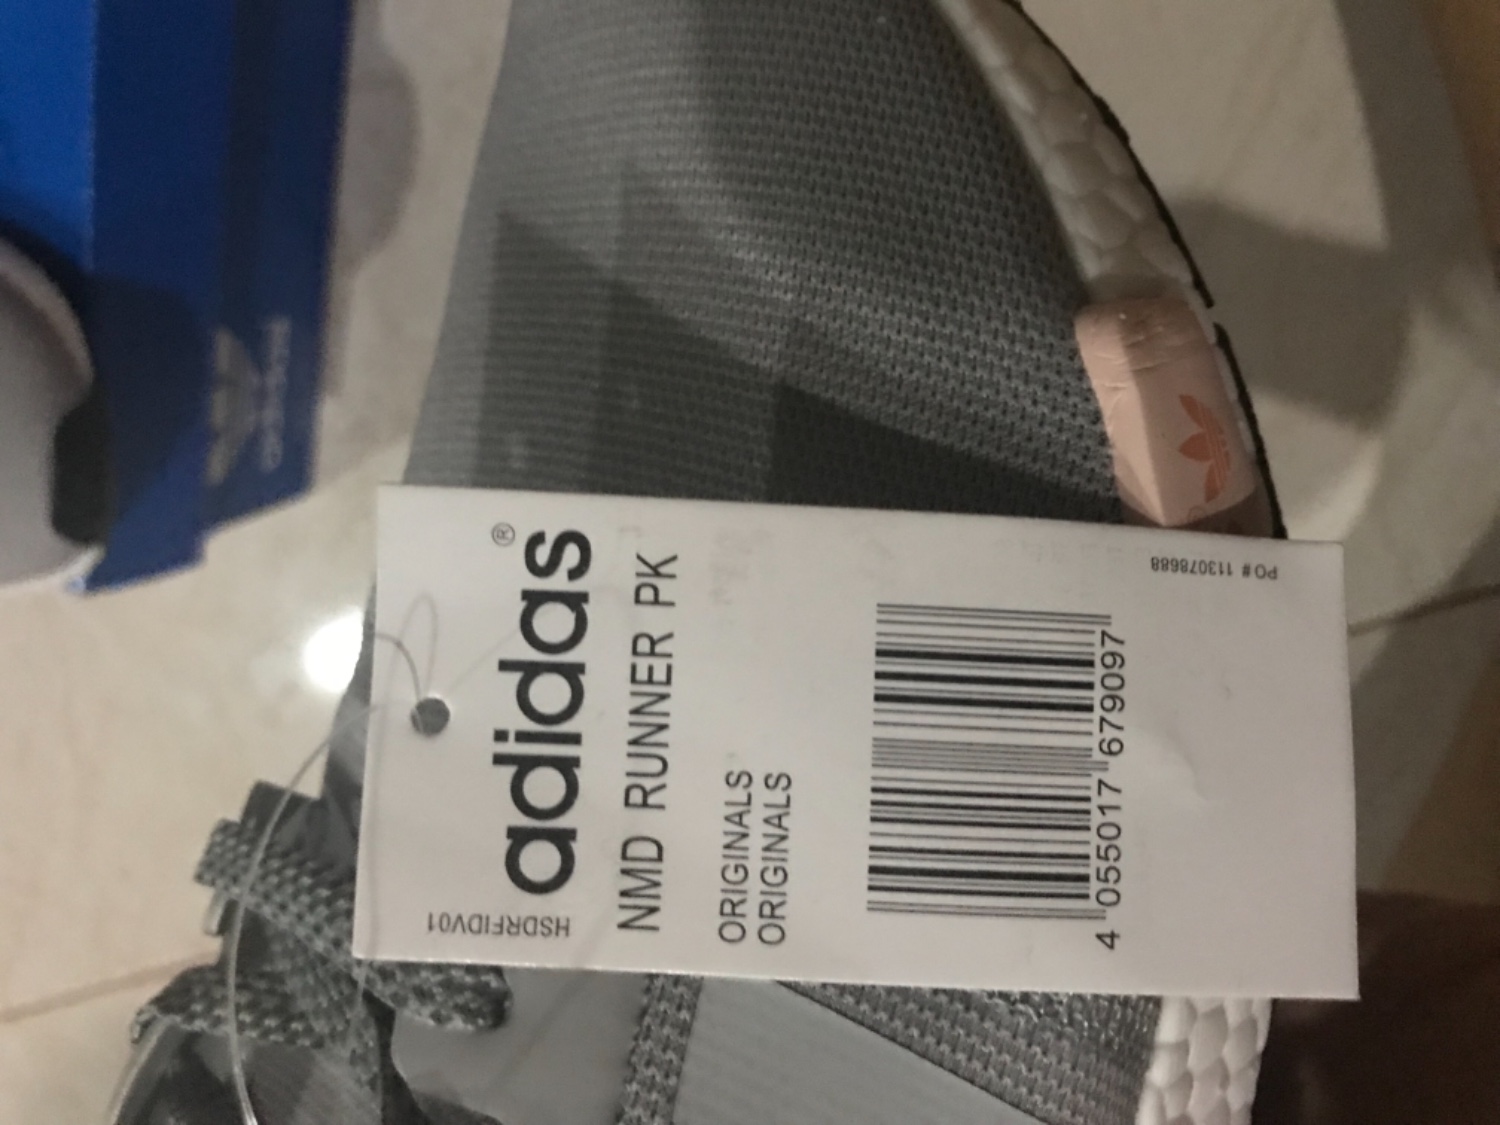 adidas®
HSDRFIDV01
NMD RUNNER PK
ORIGINALS
ORIGINALS
4 055017 679097
PO # 113078688